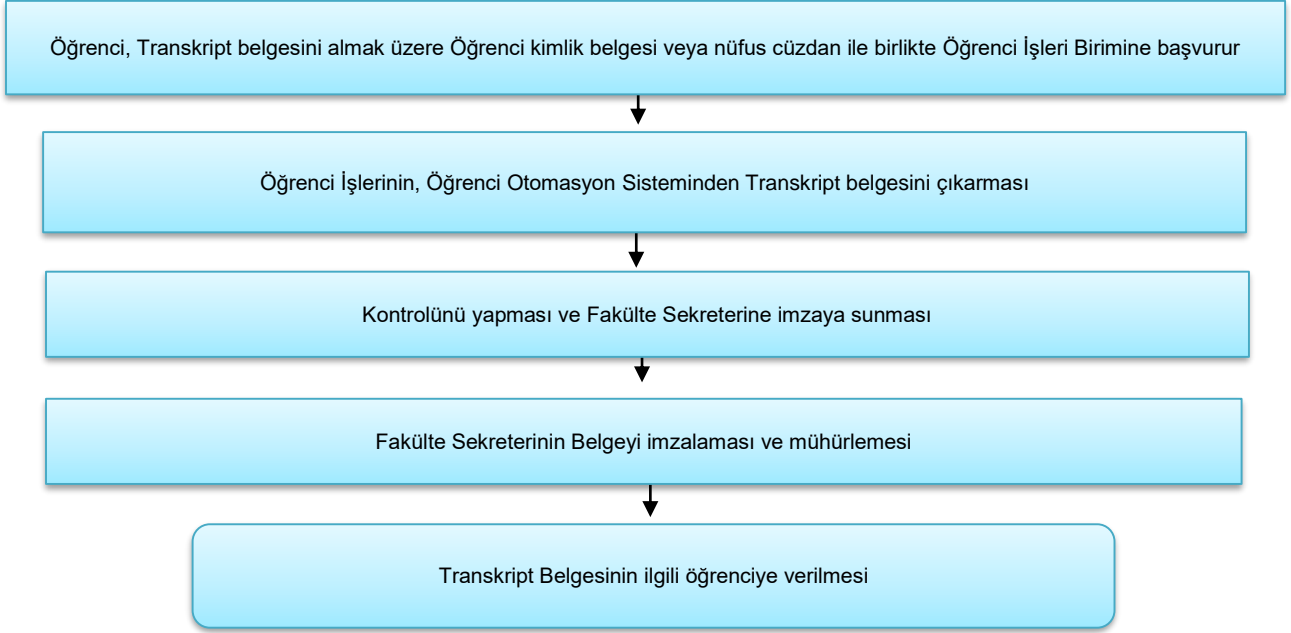 Öğrenci, Transkript belgesini almak üzere Öğrenci kimlik belgesi veya nüfus cüzdan ile birlikte Öğrenci İşleri Birimine başvurur
Öğrenci İşlerinin, Öğrenci Otomasyon Sisteminden Transkript belgesini çıkarması
Kontrolünü yapması ve Fakülte Sekreterine imzaya sunması
Fakülte Sekreterinin Belgeyi imzalaması ve mühürlemesi
Transkript Belgesinin ilgili öğrenciye verilmesi